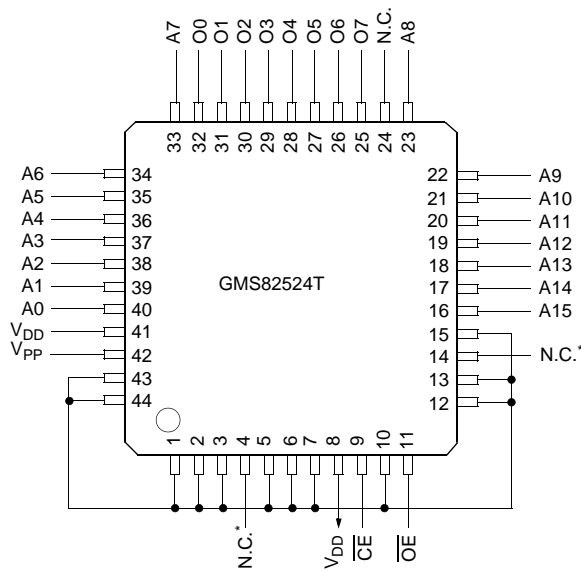 A7 O0 O1 O2 O3 O4 O5 O6 O7 N.C. A8
33 32 31 30 29 28 27 26 25 24 23
A6 34
A5 35
A4 36
A3 37
A2 38
A1 39
A0 40
VDD 41
VPP 42
43
44
GMS82524T
22 A9
21 A10
20 A11
19 A12
18 A13
17 A14
16 A15
15
14 N.C.*
13
12
1 2 3 4 5 6 7 8 9 10 11
N.C.* VDD C̅E̅ O̅E̅